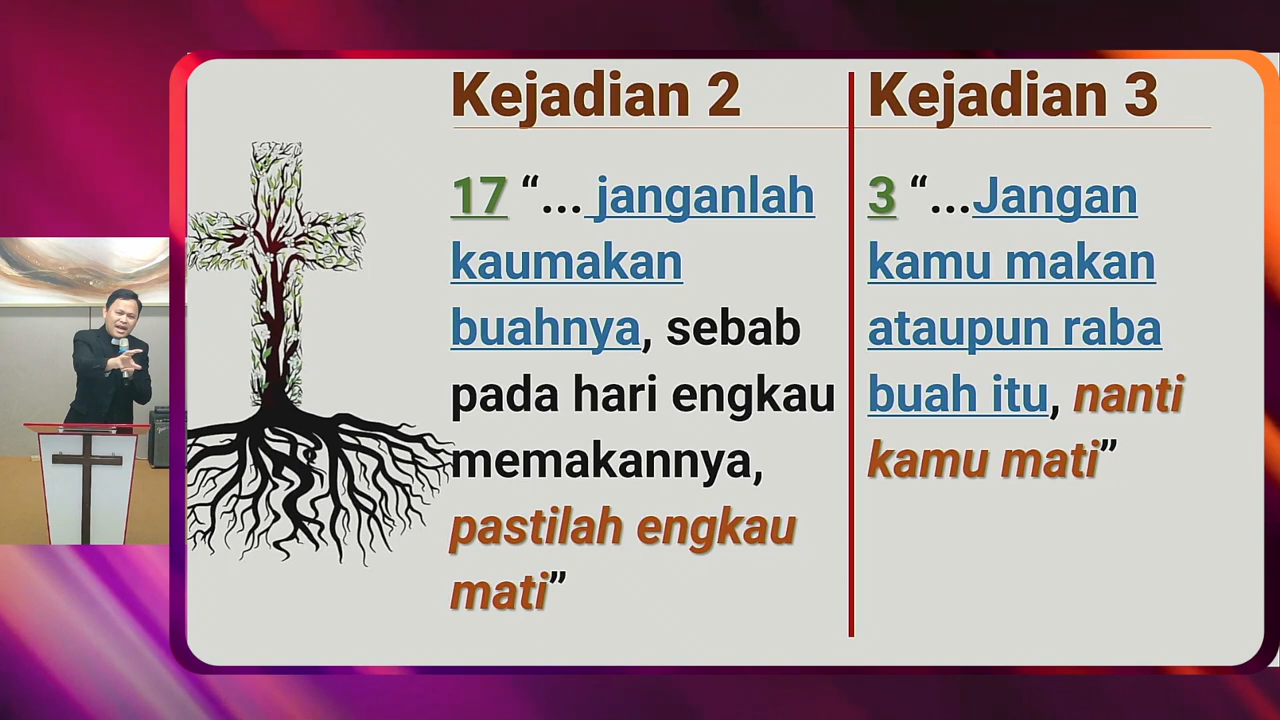 Kejadian 2
17 “... janganlah
kaumakan
buahnya, sebab
pada hari engkau
memakannya,
pastilah engkau
mati”
Kejadian 3
3 “...Jangan
kamu makan
ataupun raba
buah itu, nanti
kamu mati”